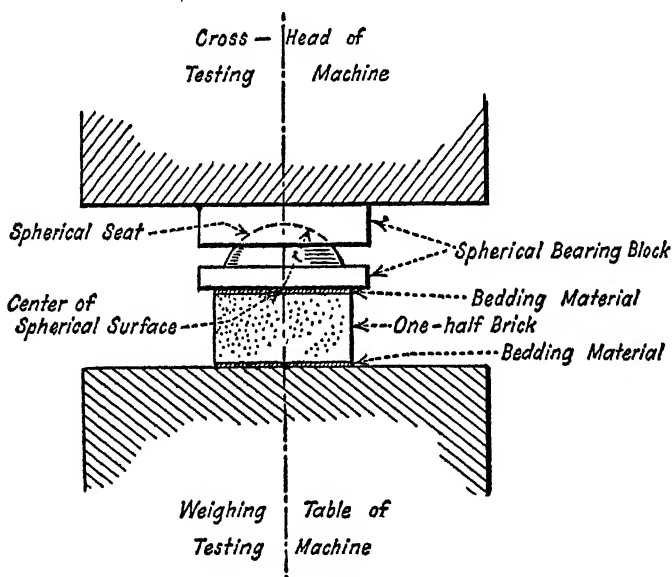 Cross-Head of
Testing Machine
Spherical Seat
Spherical Bearing Block
Center of
Spherical Surface
Bedding Material
One-half Brick
Bedding Material
r
Weighing Table of
Testing Machine